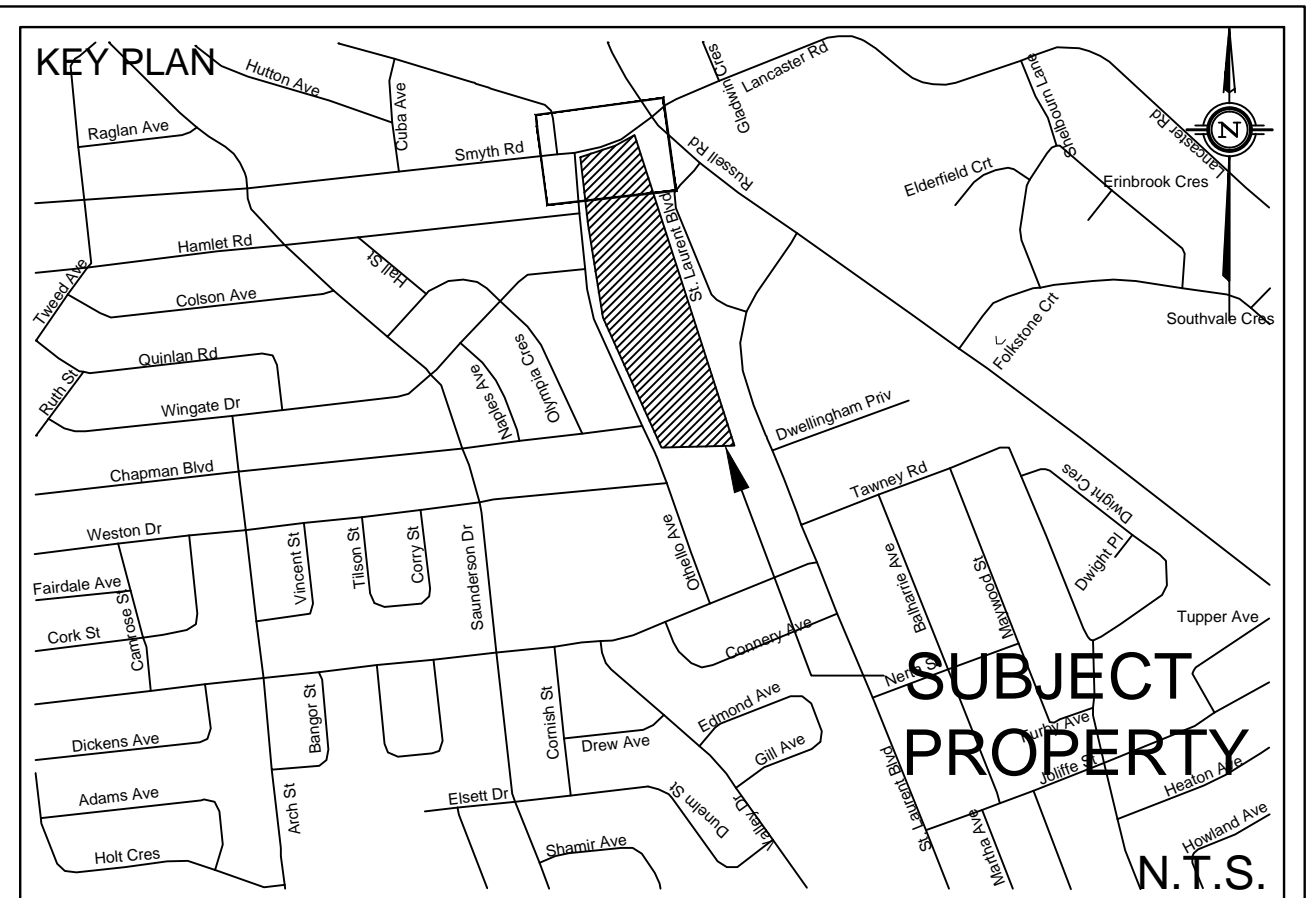 KEY PLAN
Hutton Ave
Cuba Ave
Gladwin Cres
Lancaster Rd
Shelbourn Lane
Lancaster Rd
N
Raglan Ave
Smyth Rd
Russell Rd
Elderfield Crt
Erinbrook Cres
Hamlet Rd
Hall St
St. Laurent Blvd
Tweed Ave
Colson Ave
Folkstone Crt
Southvale Cres
Quinlan Rd
Ruth St
Wingate Dr
Naples Ave
Olympia Cres
Dwellingham Priv
Chapman Blvd
Tawney Rd
Dwight Cres
Weston Dr
Vincent St
Tilson St
Corry St
Saunderson Dr
Othello Ave
Balharrie Ave
Maywood St
Dwight Pl
Fairdale Ave
Camrose St
Cork St
Connery Ave
Tupper Ave
SUBJECT
PROPERTY
Nerta St
Edmond Ave
Bangor St
Cornish St
Dickens Ave
Drew Ave
Gill Ave
Furby Ave
Joliffe St
Heaton Ave
St. Laurent Blvd
Adams Ave
Arch St
Elsett Dr
Dunelm St
Valley Dr
Martha Ave
Howland Ave
Holt Cres
Shamir Ave
N.T.S.